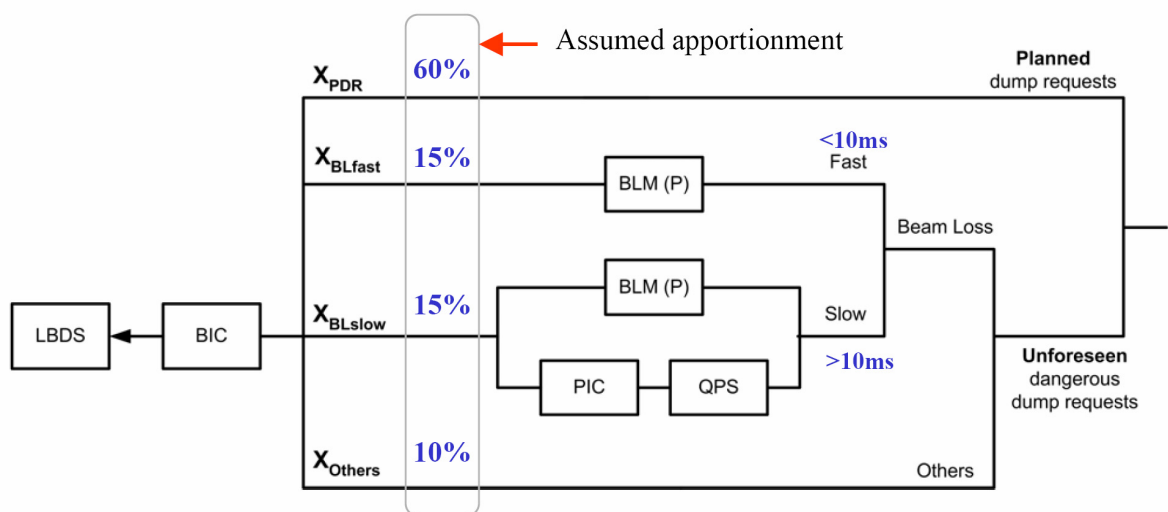 Assumed apportionment
60%
X_PDR
Planned
dump requests
15%
X_BLfast
<10ms
Fast
BLM (P)
Beam Loss
BLM (P)
15%
X_BLslow
Slow
LBDS
BIC
>10ms
Unforeseen
dangerous
dump requests
PIC
QPS
10%
X_Others
Others